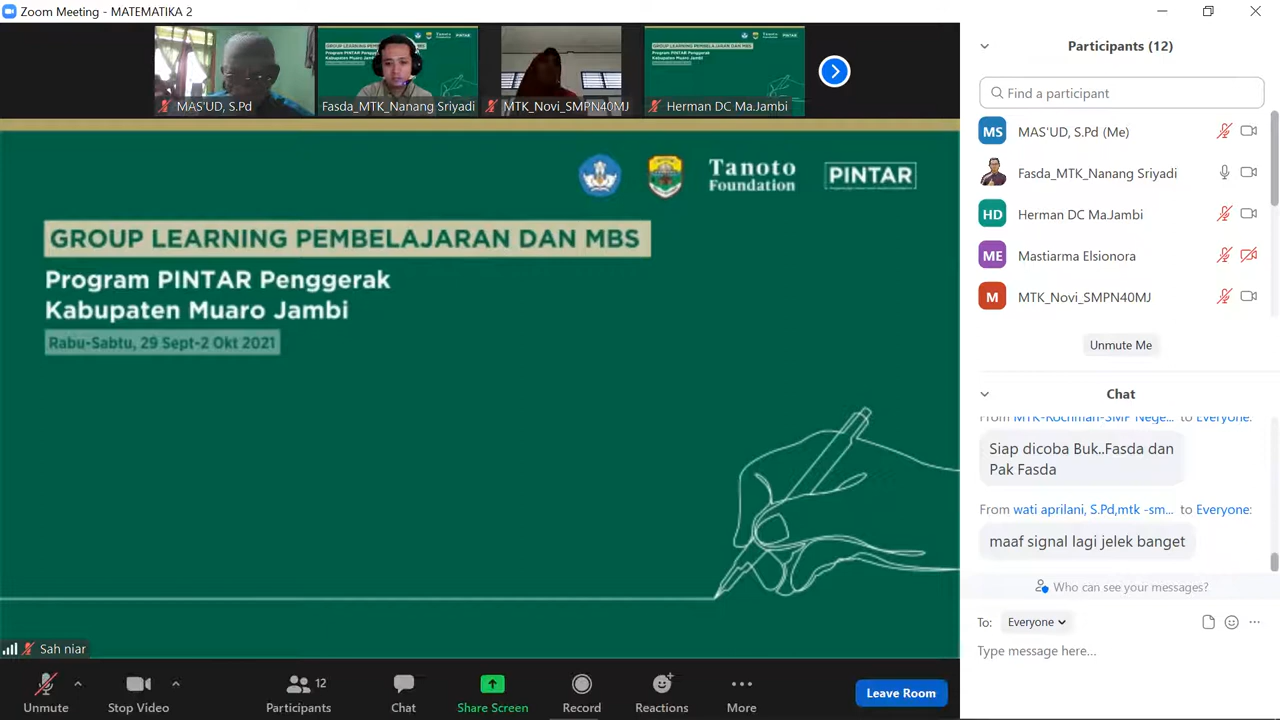 Zoom Meeting - MATEMATIKA 2
MAS'UD, S.Pd
Fasda_MTK_Nanang Sriyadi
MTK_Novi_SMPN40MJ
Herman DC Ma.Jambi
Tanoto
Foundation
PINTAR
GROUP LEARNING PEMBELAJARAN DAN MBS
Program PINTAR Penggerak
Kabupaten Muaro Jambi
Rabu-Sabtu, 29 Sept-2 Okt 2021
Sah niar
Unmute
Stop Video
12
Participants
Chat
Share Screen
Record
Reactions
More
Leave Room
Participants (12)
Find a participant
MS MAS'UD, S.Pd (Me)
Fasda_MTK_Nanang Sriyadi
HD Herman DC Ma.Jambi
ME Mastiarma Elsionora
M MTK_Novi_SMPN40MJ
Unmute Me
Chat
From MTK-Rochman-SMP Nege... to Everyone:
Siap dicoba Buk..Fasda dan
Pak Fasda
From wati aprilani, S.Pd,mtk -sm... to Everyone:
maaf signal lagi jelek banget
Who can see your messages?
To: Everyone
Type message here...